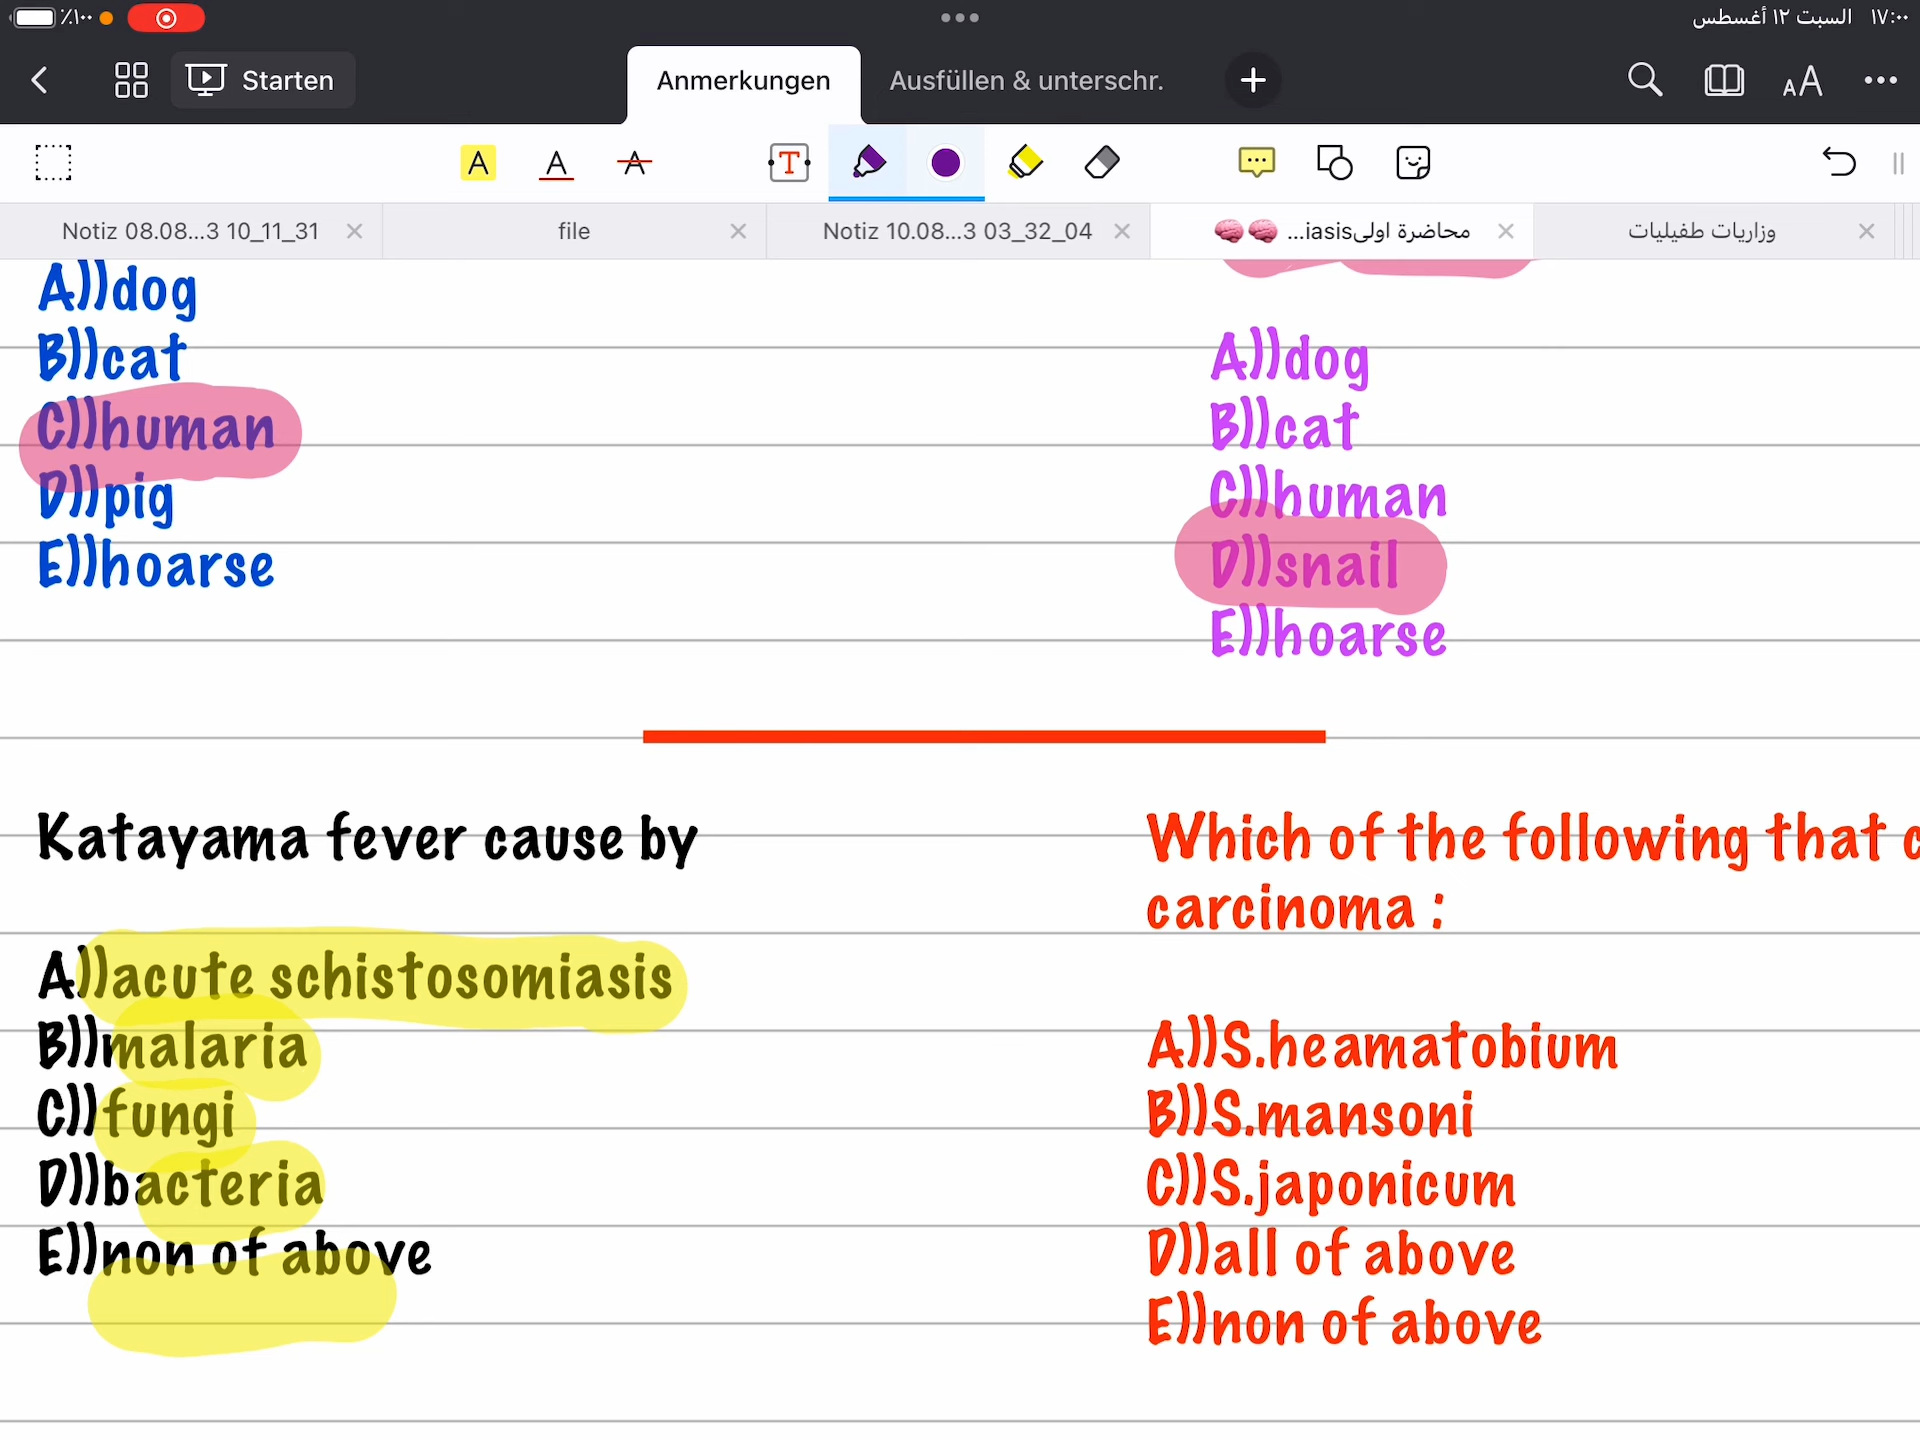 ٪١٠٠
السبت ١٢ أغسطس ١٧:٠٠
Starten
Anmerkungen
Ausfüllen & unterschr.
Notiz 08.08...3 10_11_31
file
Notiz 10.08...3 03_32_04
محاضرة اولىiasis...
وزاريات طفيليات
A))dog
B))cat
C))human
D))pig
E))hoarse
A))dog
B))cat
C))human
D))snail
E))hoarse
Katayama fever cause by
A))acute schistosomiasis
B))malaria
C))fungi
D))bacteria
E))non of above
Which of the following that
carcinoma :
A))S.heamatobium
B))S.mansoni
C))S.japonicum
D))all of above
E))non of above